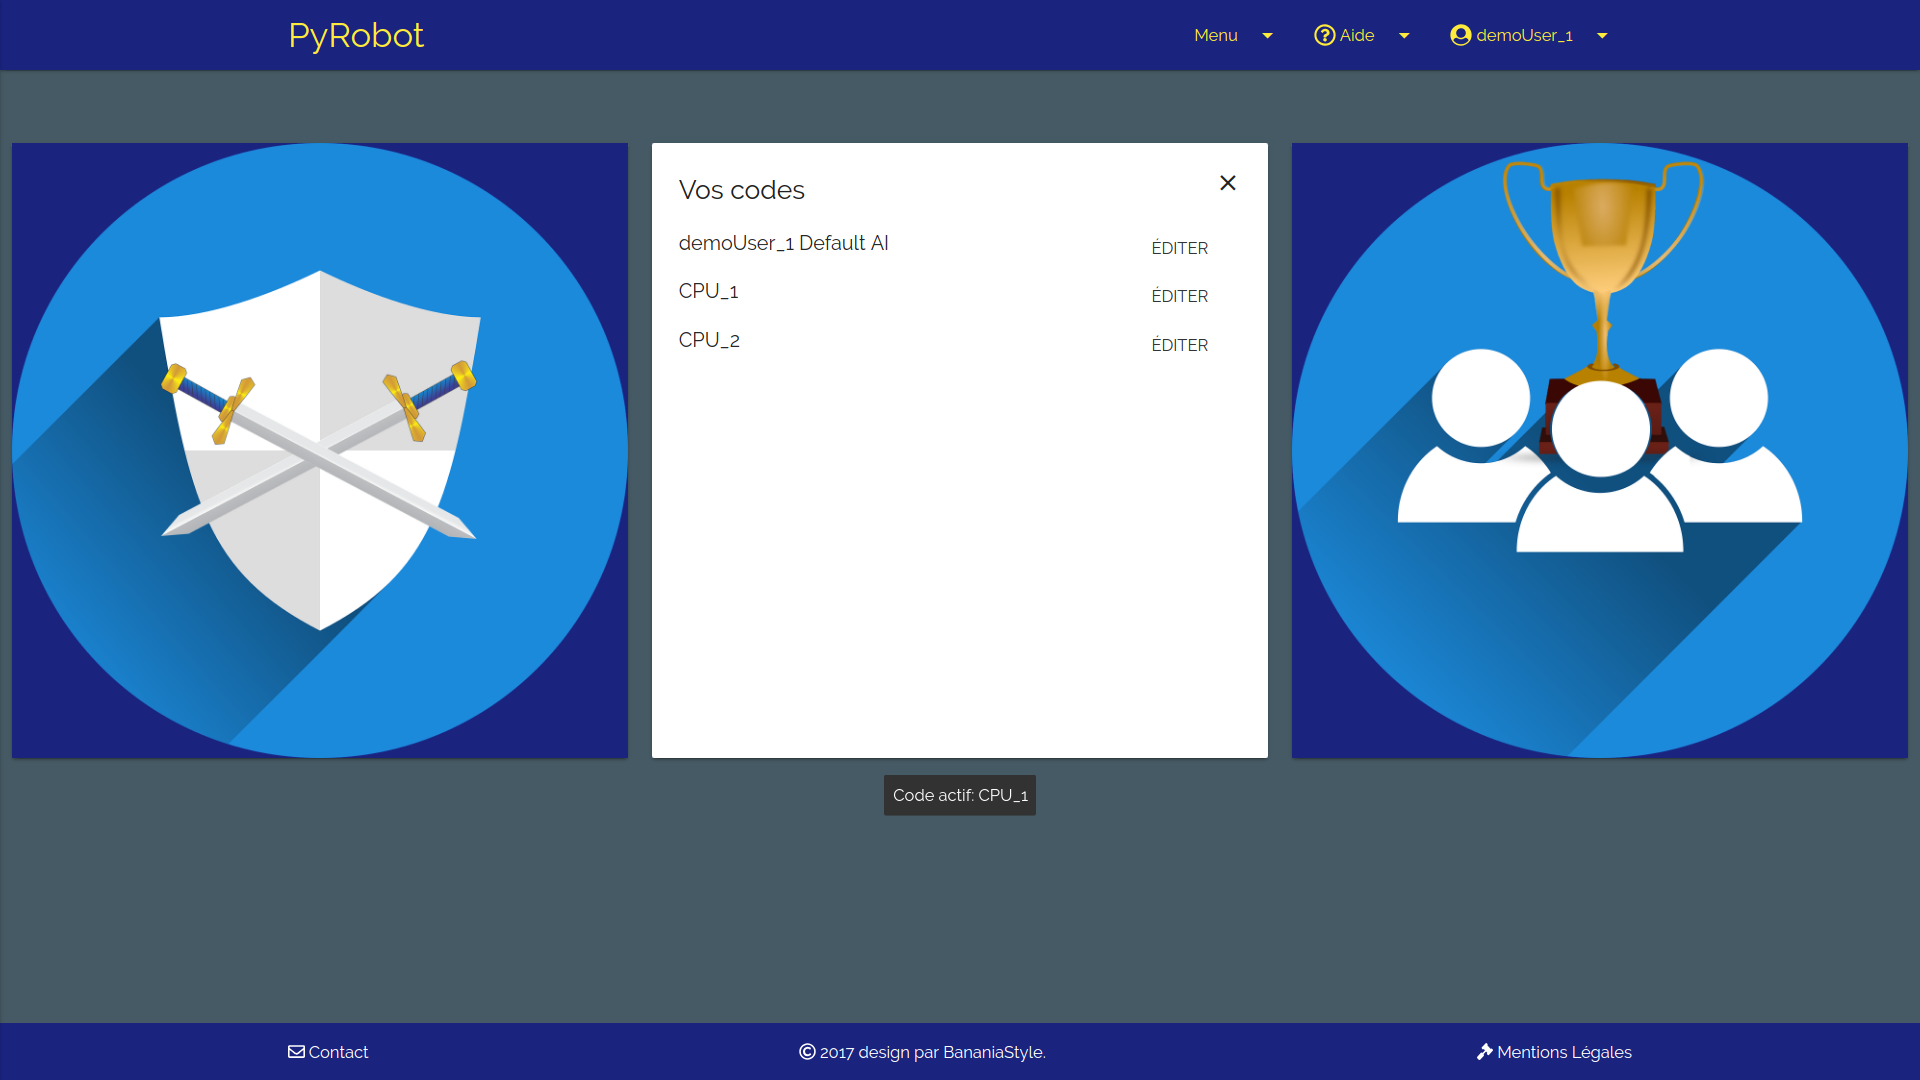 PyRobot
Menu
Aide
demoUser_1
Vos codes
demoUser_1 Default AI
ÉDITER
CPU_1
ÉDITER
CPU_2
ÉDITER
Code actif: CPU_1
Contact
© 2017 design par BananiaStyle.
Mentions Légales